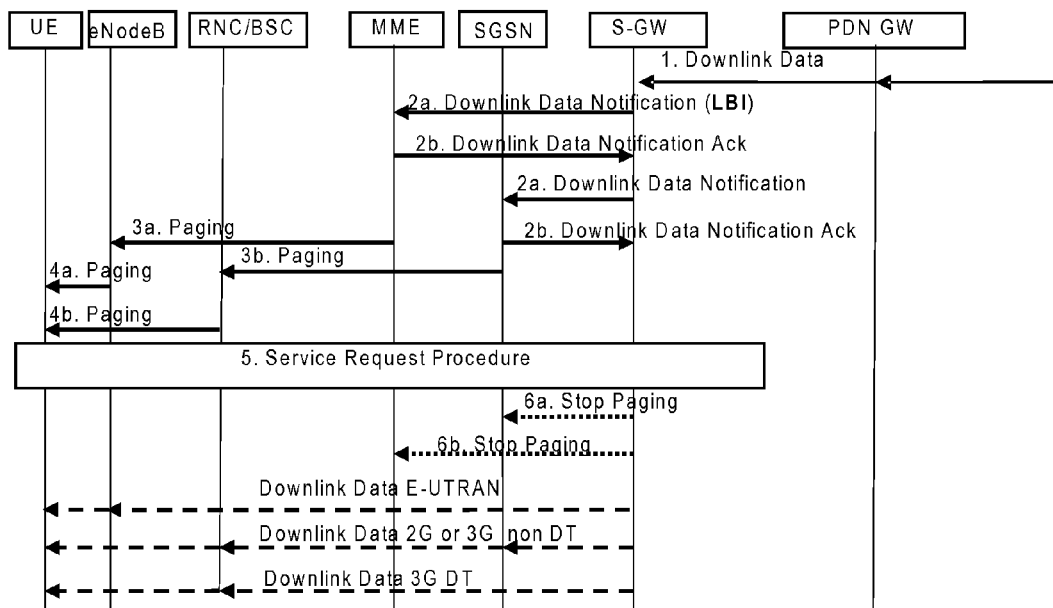 UE eNodeB RNC/BSC MME SGSN S-GW PDN GW
1. Downlink Data
2a. Downlink Data Notification (LBI)
2b. Downlink Data Notification Ack
2a. Downlink Data Notification
3a. Paging
2b. Downlink Data Notification Ack
3b. Paging
4a. Paging
4b. Paging
5. Service Request Procedure
6a. Stop Paging
6b. Stop Paging
Downlink Data E-UTRAN
Downlink Data 2G or 3G non DT
Downlink Data 3G DT